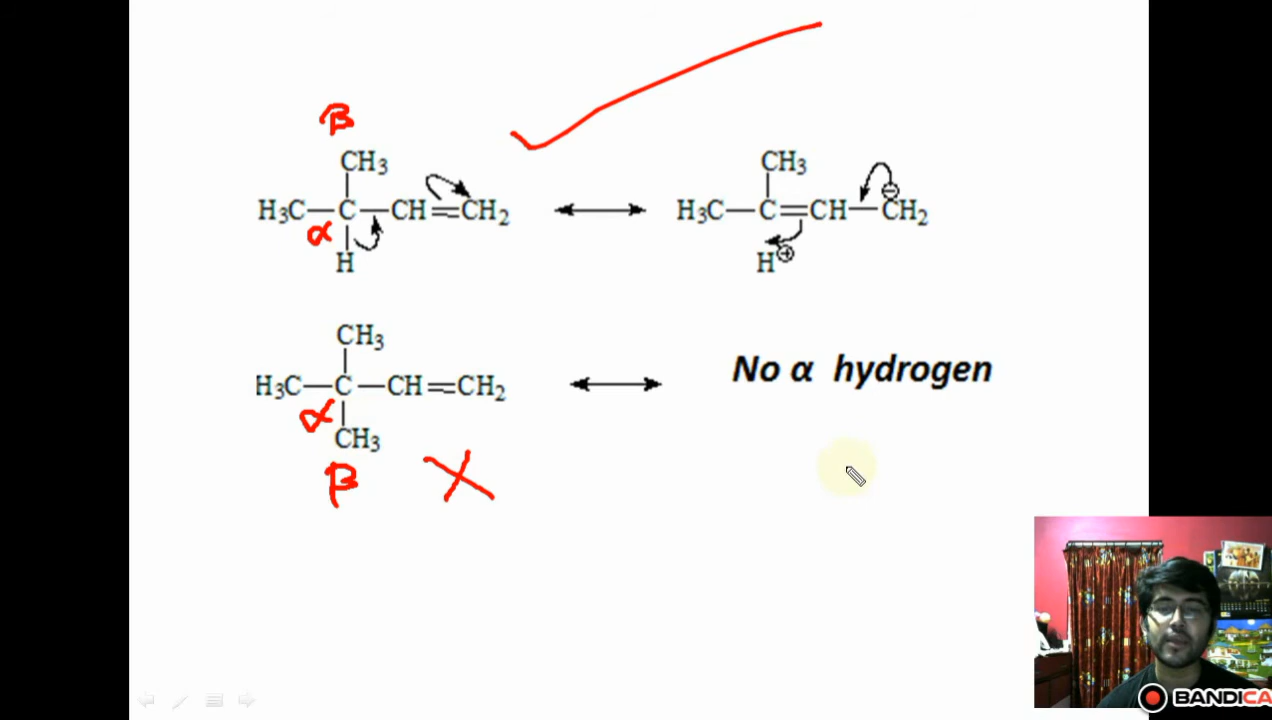 β
CH3
H3C—C—CH=CH2
α
H
CH3
H3C—C=CH—CH2
⊖
H⊕
CH3
H3C—C—CH=CH2
α
CH3
β
No α hydrogen
BANDICA